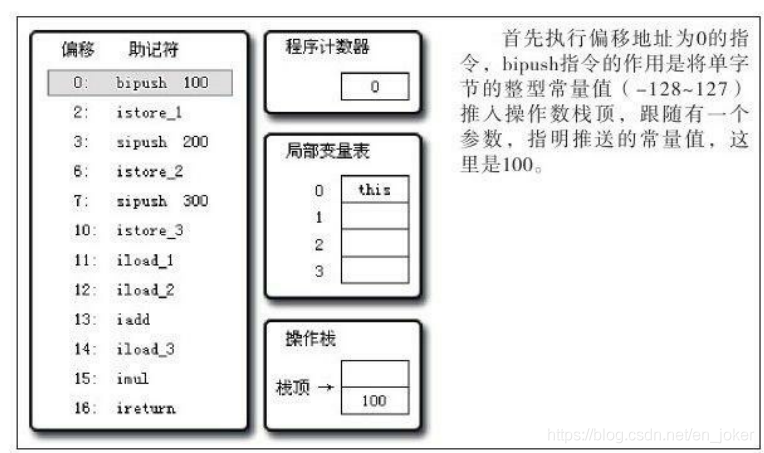 偏移 助记符
0: bipush 100
2: istore_1
3: sipush 200
6: istore_2
7: sipush 300
10: istore_3
11: iload_1
12: iload_2
13: iadd
14: iload_3
15: imul
16: ireturn
程序计数器
0
局部变量表
0 this
1
2
3
操作栈
栈顶 →
100
首先执行偏移地址为0的指
令，bipush指令的作用是将单字
节的整型常量值（-128~127）
推入操作数栈顶，跟随有一个
参数，指明推送的常量值，这
里是100。
https://blog.csdn.net/en_joker